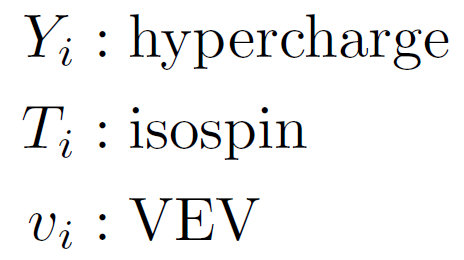 Y_i : hypercharge
T_i : isospin
v_i : VEV